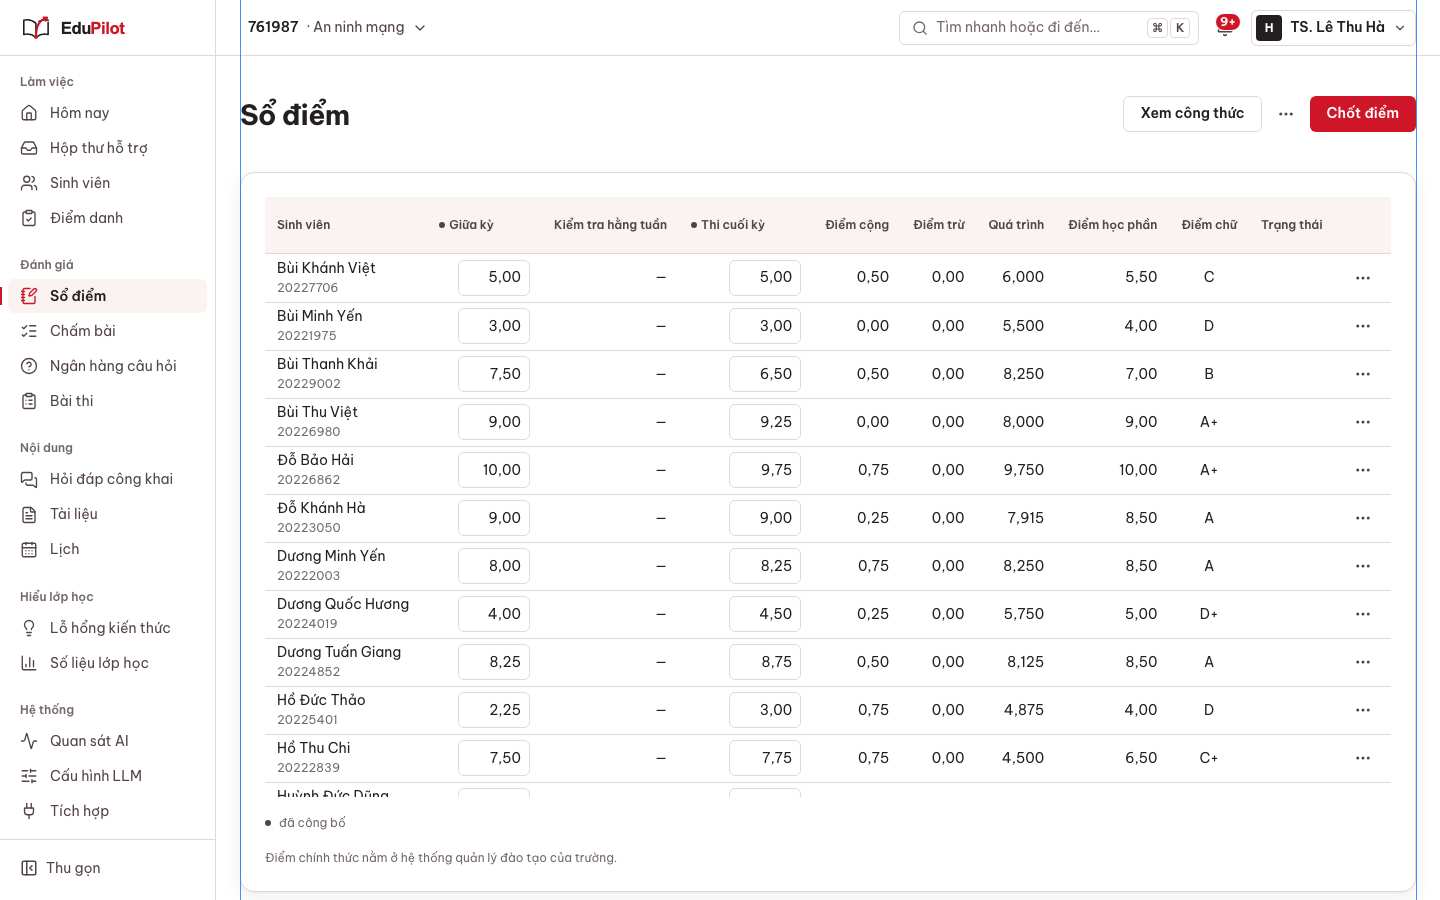 EduPilot
761987 · An ninh mạng
Tìm nhanh hoặc đi đến...
⌘ K
9+
H TS. Lê Thu Hà
Làm việc
Hôm nay
Hộp thư hỗ trợ
Sinh viên
Điểm danh
Đánh giá
Sổ điểm
Chấm bài
Ngân hàng câu hỏi
Bài thi
Nội dung
Hỏi đáp công khai
Tài liệu
Lịch
Hiểu lớp học
Lỗ hổng kiến thức
Số liệu lớp học
Hệ thống
Quan sát AI
Cấu hình LLM
Tích hợp
Thu gọn
Sổ điểm
Xem công thức
Chốt điểm
Sinh viên Giữa kỳ Kiểm tra hằng tuần Thi cuối kỳ Điểm cộng Điểm trừ Quá trình Điểm học phần Điểm chữ Trạng thái
Bùi Khánh Việt 5,00 — 5,00 0,50 0,00 6,000 5,50 C
20227706
Bùi Minh Yến 3,00 — 3,00 0,00 0,00 5,500 4,00 D
20221975
Bùi Thanh Khải 7,50 — 6,50 0,50 0,00 8,250 7,00 B
20229002
Bùi Thu Việt 9,00 — 9,25 0,00 0,00 8,000 9,00 A+
20226980
Đỗ Bảo Hải 10,00 — 9,75 0,75 0,00 9,750 10,00 A+
20226862
Đỗ Khánh Hà 9,00 — 9,00 0,25 0,00 7,915 8,50 A
20223050
Dương Minh Yến 8,00 — 8,25 0,75 0,00 8,250 8,50 A
20222003
Dương Quốc Hương 4,00 — 4,50 0,25 0,00 5,750 5,00 D+
20224019
Dương Tuấn Giang 8,25 — 8,75 0,50 0,00 8,125 8,50 A
20224852
Hồ Đức Thảo 2,25 — 3,00 0,75 0,00 4,875 4,00 D
20225401
Hồ Thu Chi 7,50 — 7,75 0,75 0,00 4,500 6,50 C+
20222839
Huỳnh Đức Dũng
đã công bố
Điểm chính thức nằm ở hệ thống quản lý đào tạo của trường.